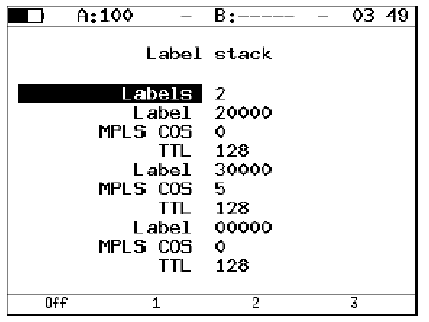 A:100 – B:----- – 03 49
Label stack
Labels 2
Label 20000
MPLS COS 0
TTL 128
Label 30000
MPLS COS 5
TTL 128
Label 00000
MPLS COS 0
TTL 128
Off 1 2 3